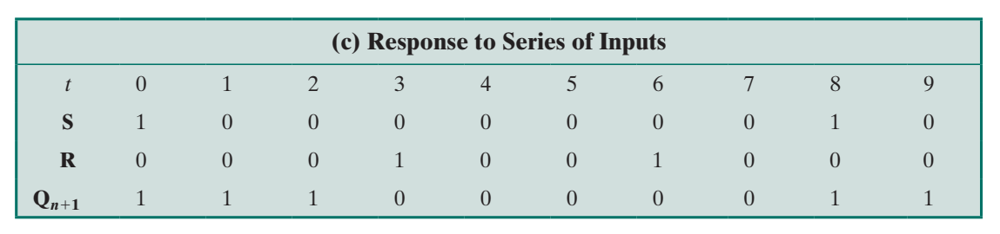 (c) Response to Series of Inputs
t 0 1 2 3 4 5 6 7 8 9
S 1 0 0 0 0 0 0 0 1 0
R 0 0 0 1 0 0 1 0 0 0
Qn+1 1 1 1 0 0 0 0 0 1 1